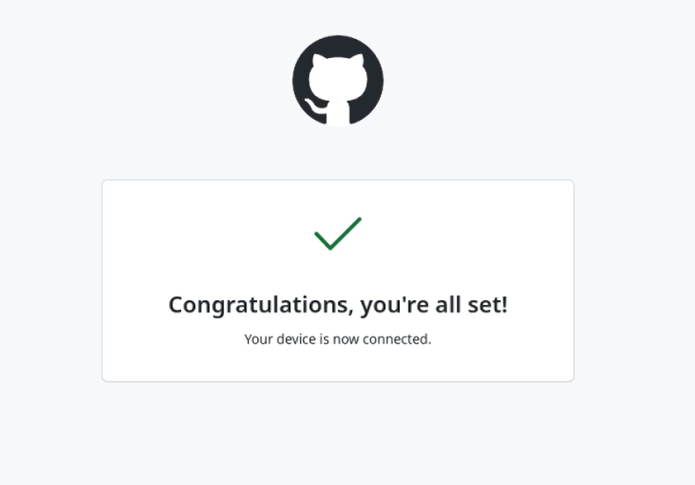 Congratulations, you're all set!
Your device is now connected.